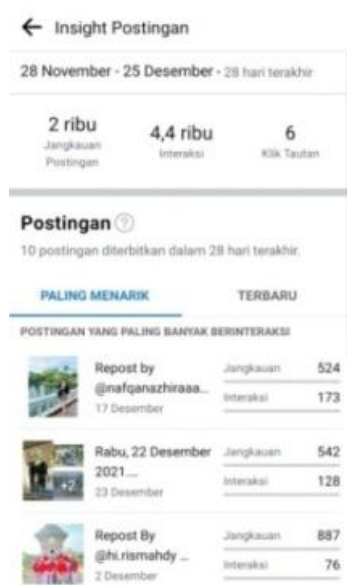 Insight Postingan
28 November - 25 Desember • 28 hari terakhir
2 ribu
Jangkauan
Postingan
4,4 ribu
Interaksi
6
Klik Tautan
Postingan ?
10 postingan diterbitkan dalam 28 hari terakhir.
PALING MENARIK
TERBARU
POSTINGAN YANG PALING BANYAK BERINTERAKSI
Repost by
@nafqanazhiraaa...
17 Desember
Jangkauan 524
Interaksi 173
+2
Rabu, 22 Desember
2021....
23 Desember
Jangkauan 542
Interaksi 128
Repost By
@hi.rismahdy ...
2 Desember
Jangkauan 887
Interaksi 76